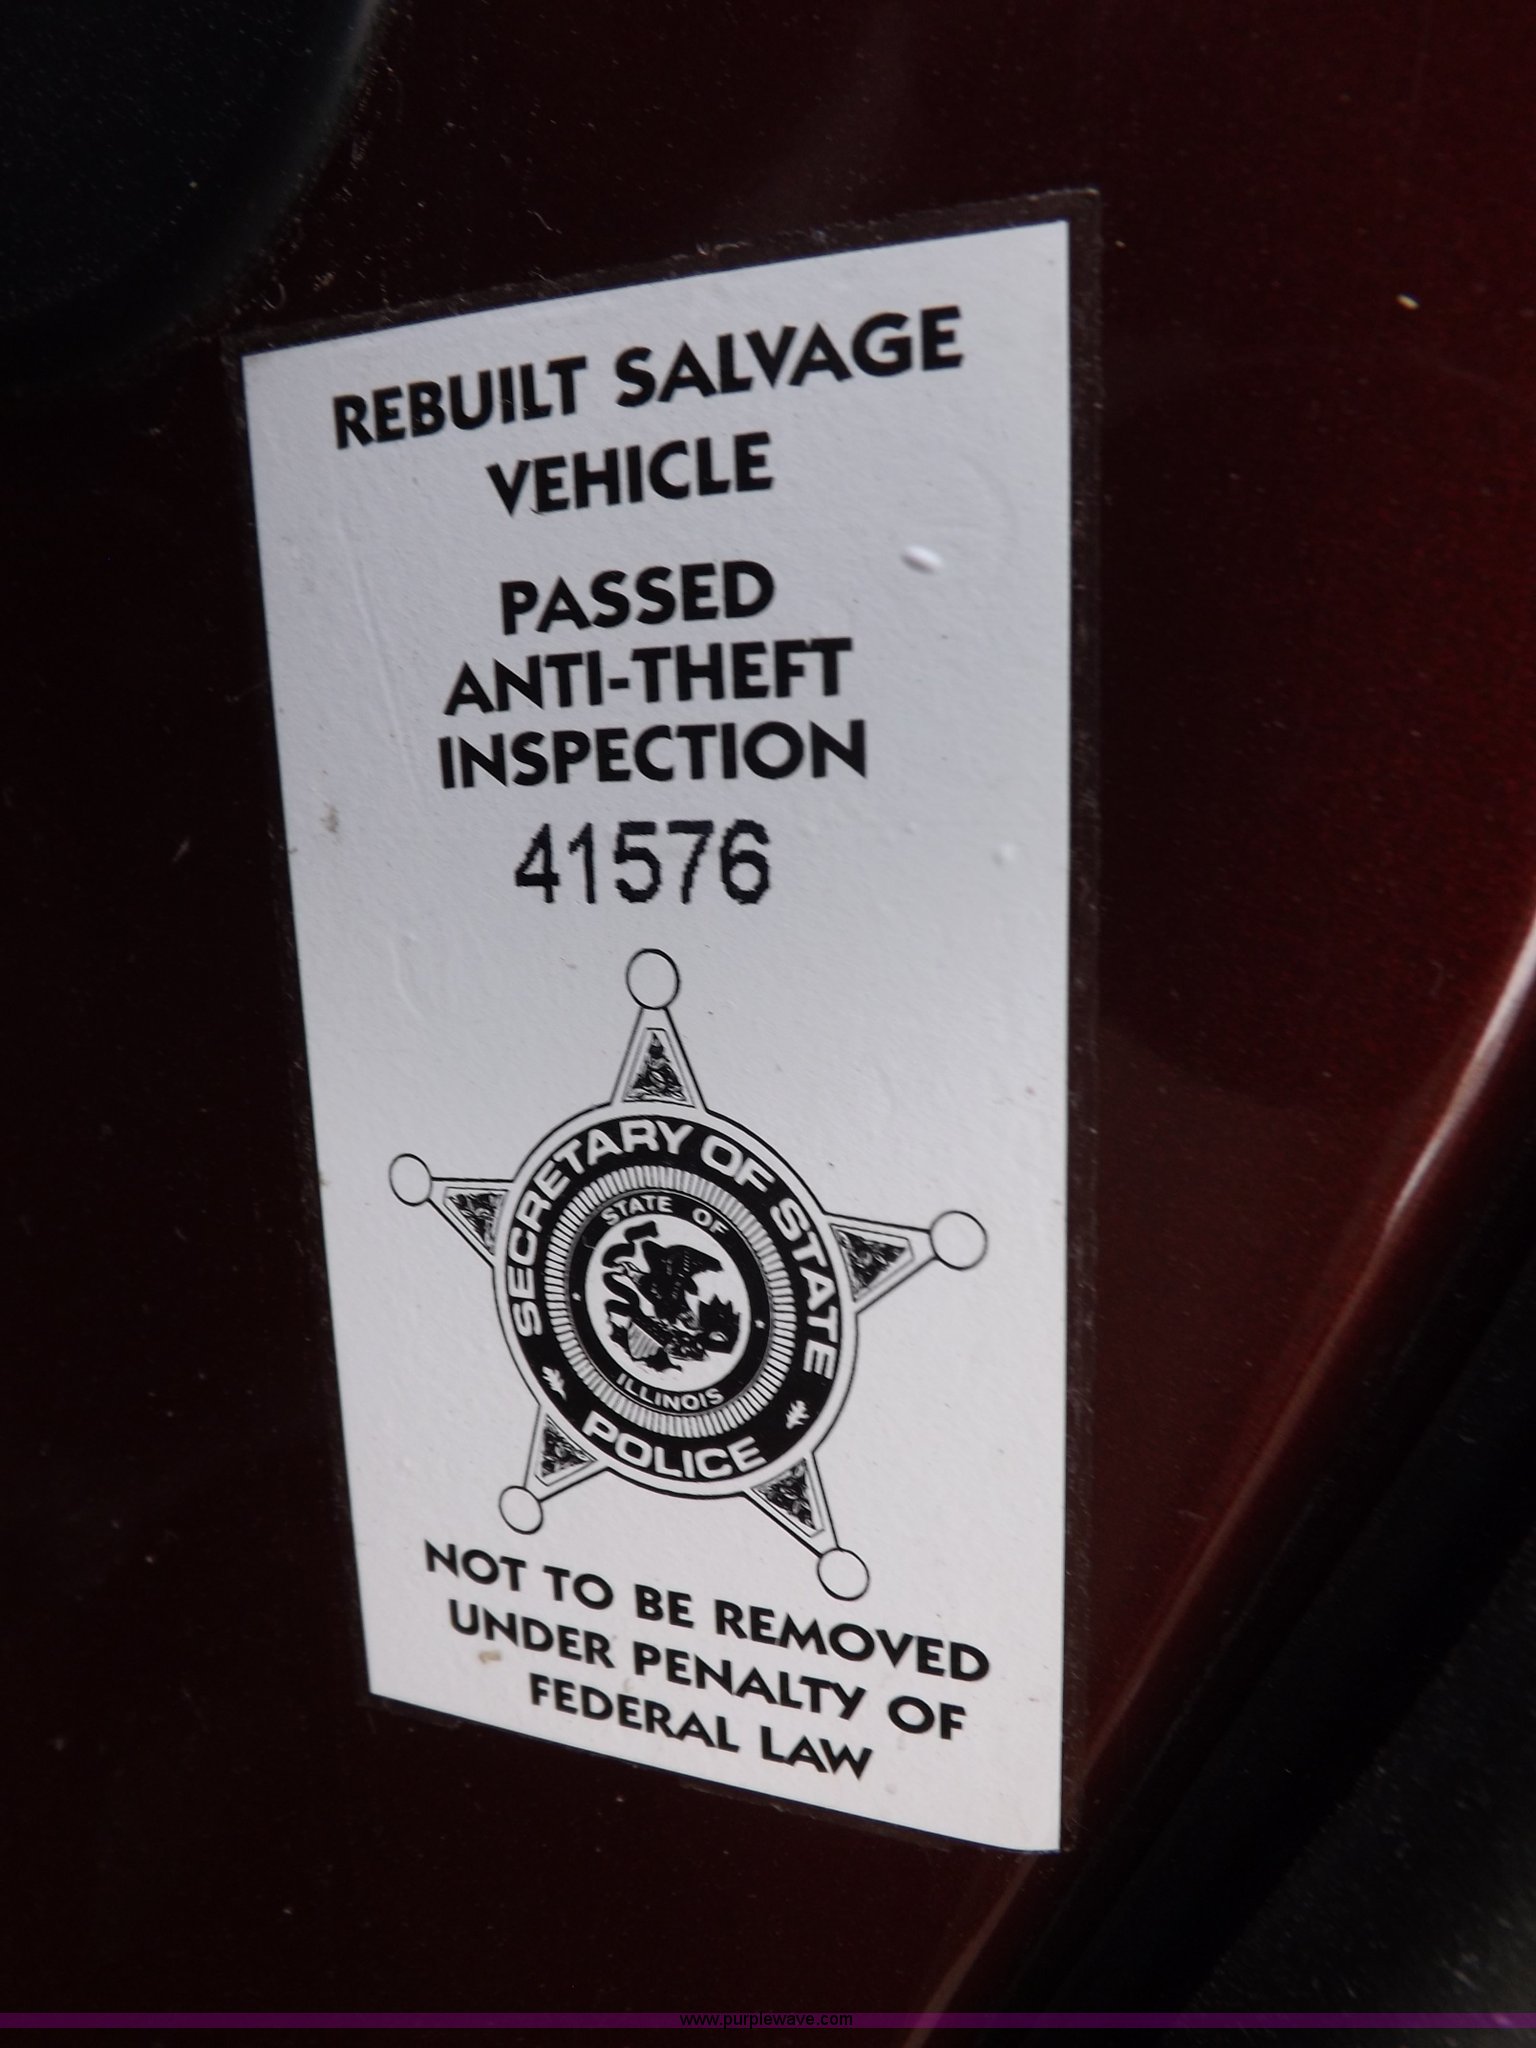 REBUILT SALVAGE
VEHICLE
PASSED
ANTI-THEFT
INSPECTION
41576
SECRETARY OF STATE
STATE OF
ILLINOIS
POLICE
NOT TO BE REMOVED
UNDER PENALTY OF
FEDERAL LAW
www.purplewave.com